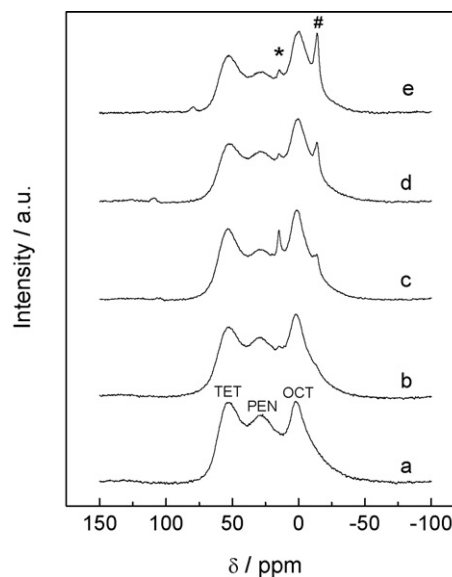 * #
e
d
c
b
TET PEN OCT
a
150 100 50 0 -50 -100
δ / ppm
Intensity / a.u.